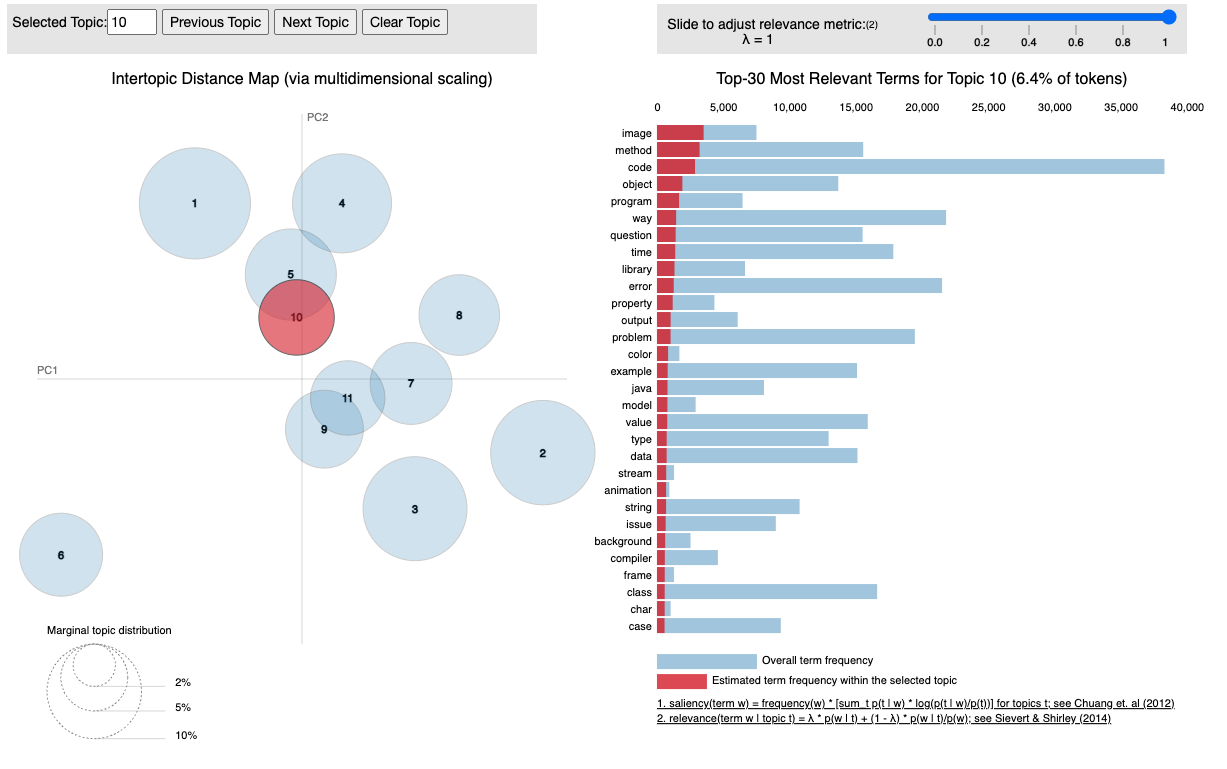 Selected Topic: 10 Previous Topic Next Topic Clear Topic
Slide to adjust relevance metric:(2)
λ = 1
0.0 0.2 0.4 0.6 0.8 1
Intertopic Distance Map (via multidimensional scaling)
PC2
PC1
1
4
5
10
8
7
11
9
2
3
6
Marginal topic distribution
2%
5%
10%
Top-30 Most Relevant Terms for Topic 10 (6.4% of tokens)
0 5,000 10,000 15,000 20,000 25,000 30,000 35,000 40,000
image
method
code
object
program
way
question
time
library
error
property
output
problem
color
example
java
model
value
type
data
stream
animation
string
issue
background
compiler
frame
class
char
case
Overall term frequency
Estimated term frequency within the selected topic
1. saliency(term w) = frequency(w) * [sum_t p(t | w) * log(p(t | w)/p(t))] for topics t; see Chuang et. al (2012)
2. relevance(term w | topic t) = λ * p(w | t) + (1 - λ) * p(w | t)/p(w); see Sievert & Shirley (2014)